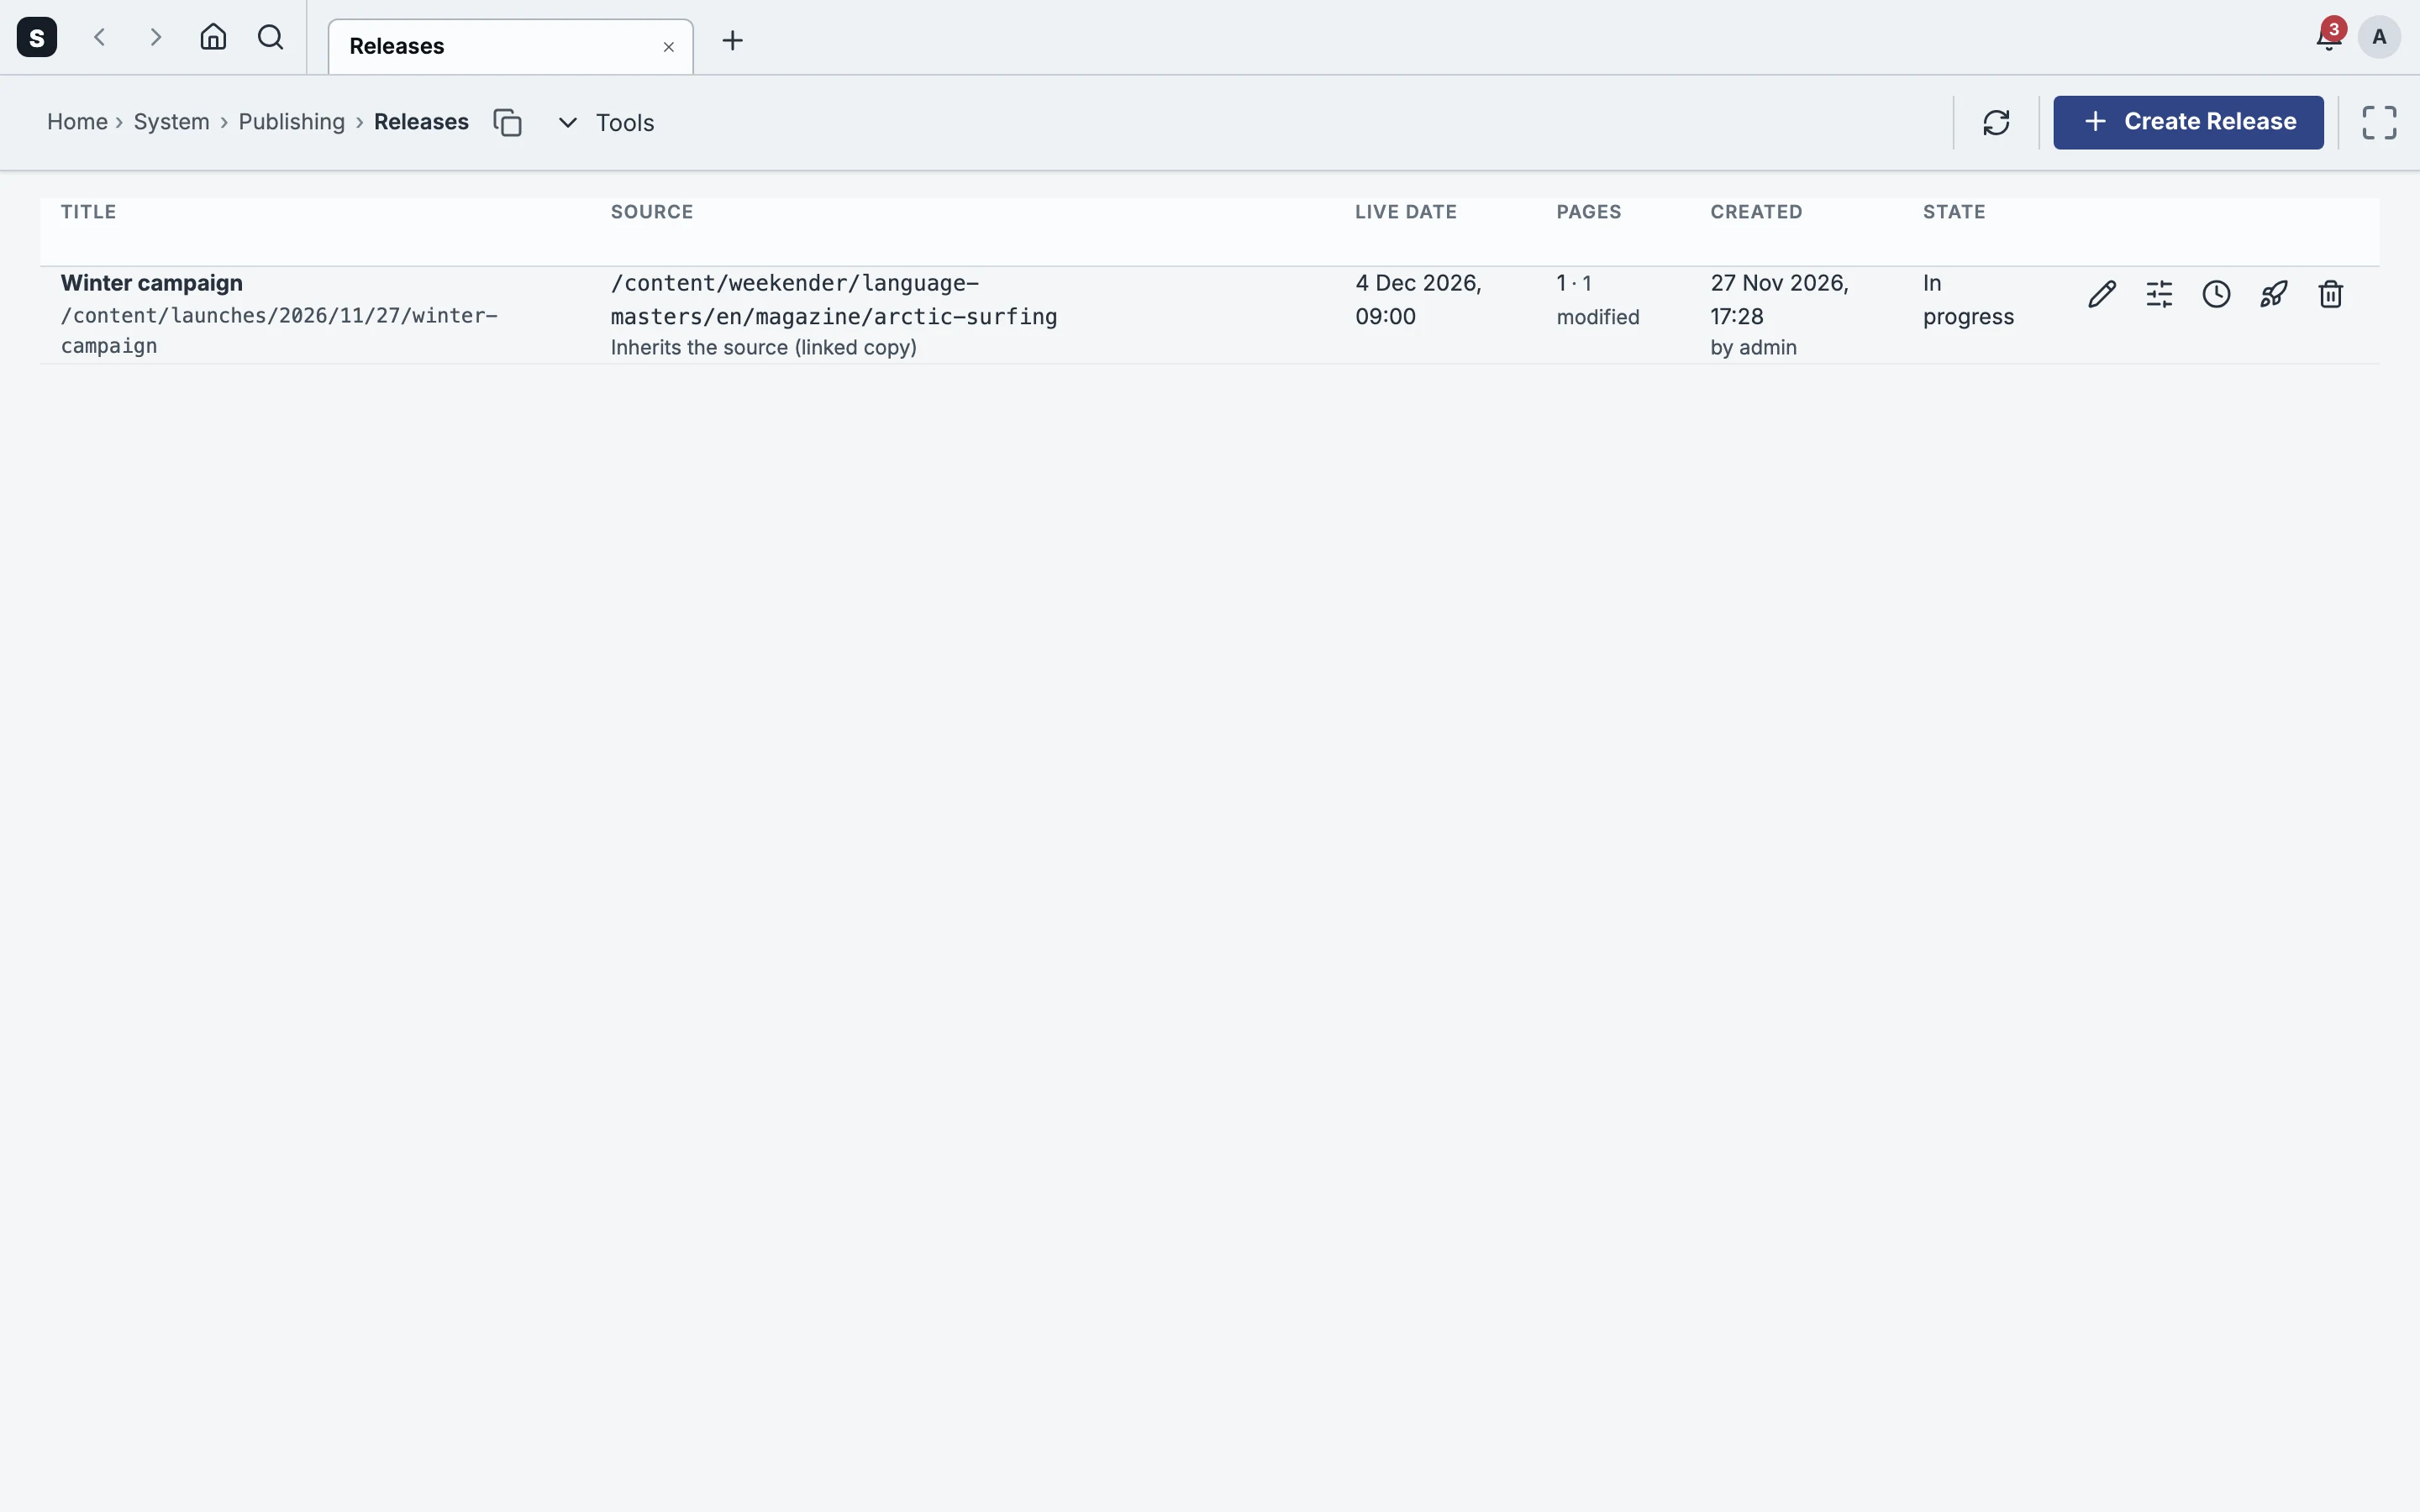 S
Releases
3
A
Home › System › Publishing › Releases
Tools
Create Release
TITLE
SOURCE
LIVE DATE
PAGES
CREATED
STATE
Winter campaign
/content/launches/2026/11/27/winter-
campaign
/content/weekender/language-
masters/en/magazine/arctic-surfing
Inherits the source (linked copy)
4 Dec 2026,
09:00
1 · 1
modified
27 Nov 2026,
17:28
by admin
In
progress